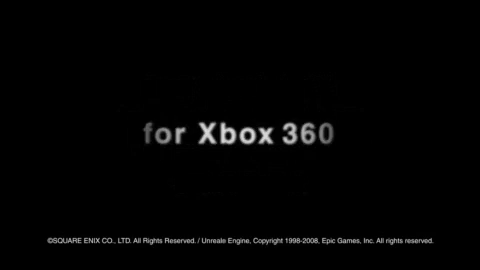 for Xbox 360
©SQUARE ENIX CO., LTD. All Rights Reserved. / Unreale Engine, Copyright 1998-2008, Epic Games, Inc. All rights reserved.